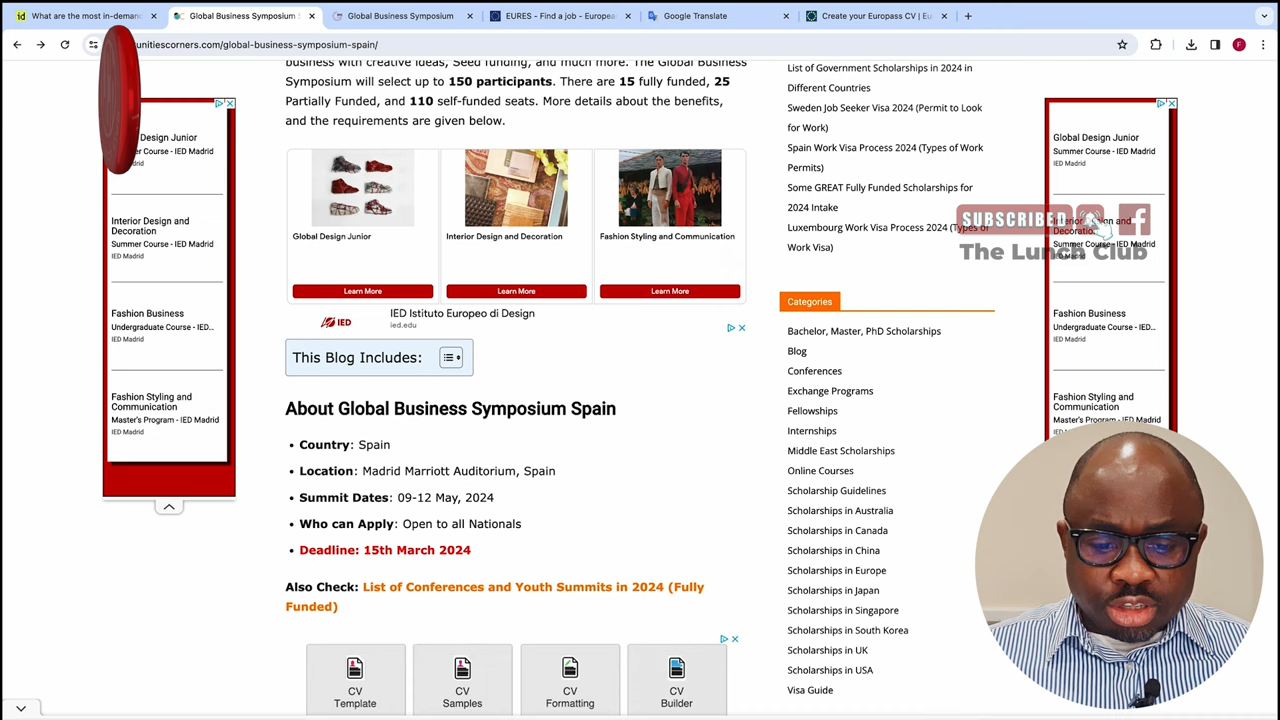 What are the most in-deman
Global Business Symposium S
Global Business Symposium
EURES - Find a job - Europea
Google Translate
Create your Europass CV | Eu
unitiescorners.com/global-business-symposium-spain/
business with creative ideas, Seed funding, and much more. The Global Business
Symposium will select up to 150 participants. There are 15 fully funded, 25
Partially Funded, and 110 self-funded seats. More details about the benefits,
and the requirements are given below.
Global Design Junior
Interior Design and Decoration
Fashion Styling and Communication
Learn More
Learn More
Learn More
IED
IED Istituto Europeo di Design
ied.edu
This Blog Includes:
About Global Business Symposium Spain
• Country: Spain
• Location: Madrid Marriott Auditorium, Spain
• Summit Dates: 09-12 May, 2024
• Who can Apply: Open to all Nationals
• Deadline: 15th March 2024
Also Check: List of Conferences and Youth Summits in 2024 (Fully
Funded)
CV
Template
CV
Samples
CV
Formatting
CV
Builder
Design Junior
Course - IED Madrid
Interior Design and
Decoration
Summer Course - IED Madrid
IED Madrid
Fashion Business
Undergraduate Course - IED...
IED Madrid
Fashion Styling and
Communication
Master's Program - IED Madrid
IED Madrid
List of Government Scholarships in 2024 in
Different Countries
Sweden Job Seeker Visa 2024 (Permit to Look
for Work)
Spain Work Visa Process 2024 (Types of Work
Permits)
Some GREAT Fully Funded Scholarships for
2024 Intake
Luxembourg Work Visa Process 2024 (Types of
Work Visa)
Categories
Bachelor, Master, PhD Scholarships
Blog
Conferences
Exchange Programs
Fellowships
Internships
Middle East Scholarships
Online Courses
Scholarship Guidelines
Scholarships in Australia
Scholarships in Canada
Scholarships in China
Scholarships in Europe
Scholarships in Japan
Scholarships in Singapore
Scholarships in South Korea
Scholarships in UK
Scholarships in USA
Visa Guide
Global Design Junior
Summer Course - IED Madrid
IED Madrid
SUBSCRIBE
The Lunch Club
Summer Course - IED Madrid
Fashion Business
Undergraduate Course - IED...
IED Madrid
Fashion Styling and
Communication
Master's Program - IED Madrid